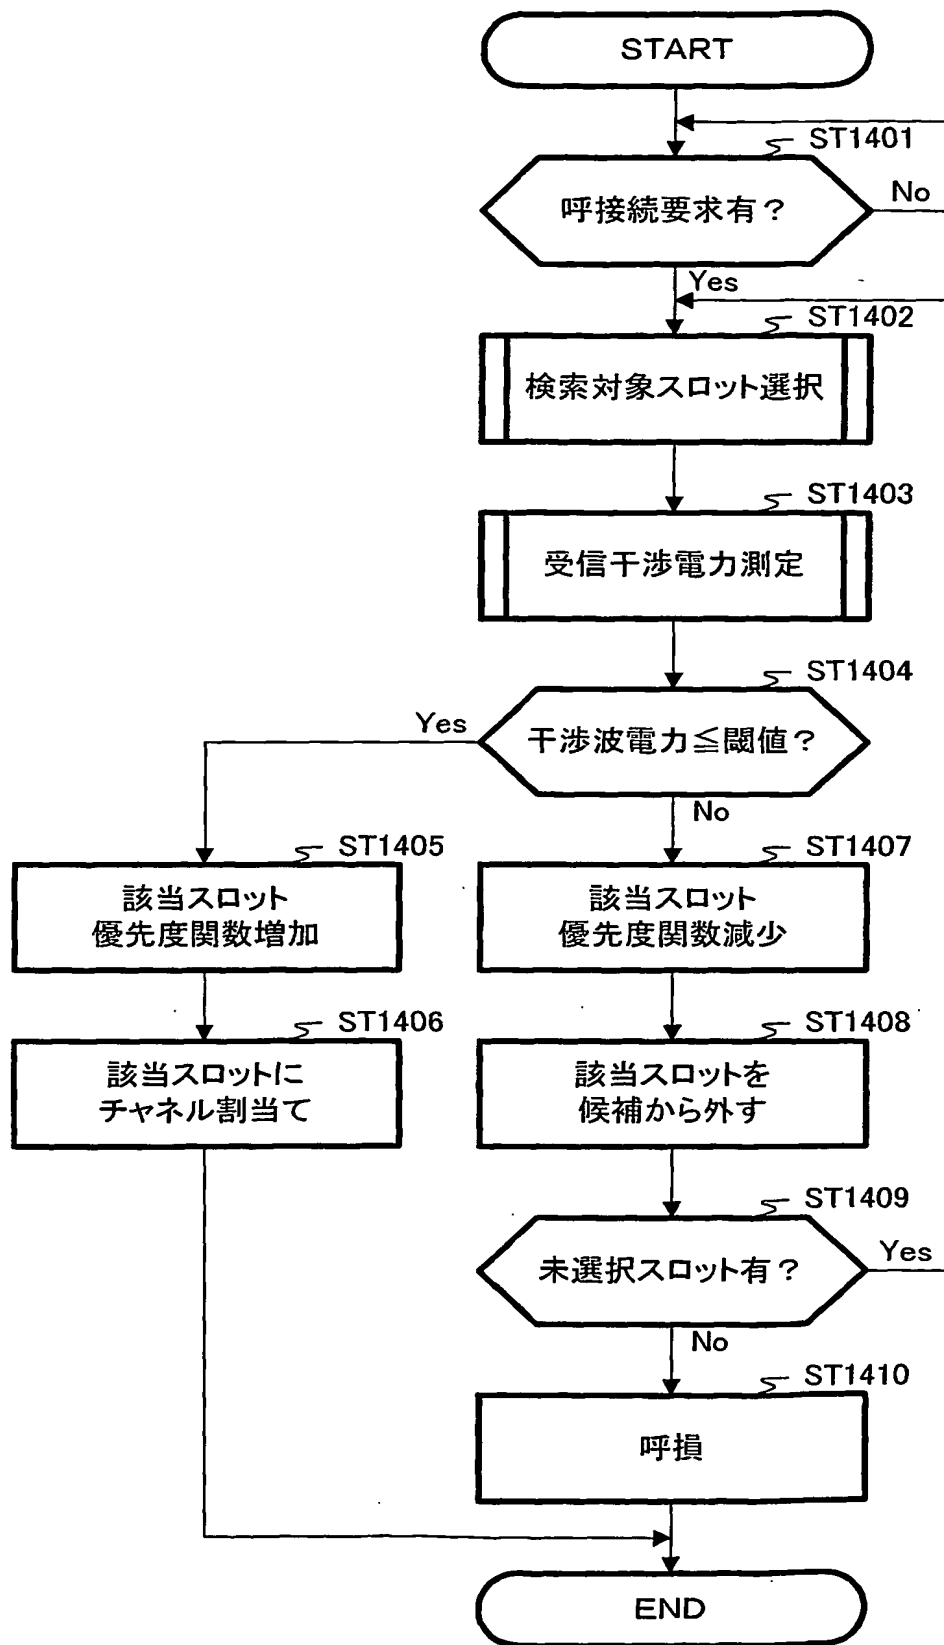 START
ST1401
呼接続要求有？
No
Yes
ST1402
検索対象スロット選択
ST1403
受信干渉電力測定
ST1404
干渉波電力≦閾値？
Yes
No
ST1405
該当スロット
優先度関数増加
ST1407
該当スロット
優先度関数減少
ST1406
該当スロットに
チャネル割当て
ST1408
該当スロットを
候補から外す
ST1409
未選択スロット有？
Yes
No
ST1410
呼損
END